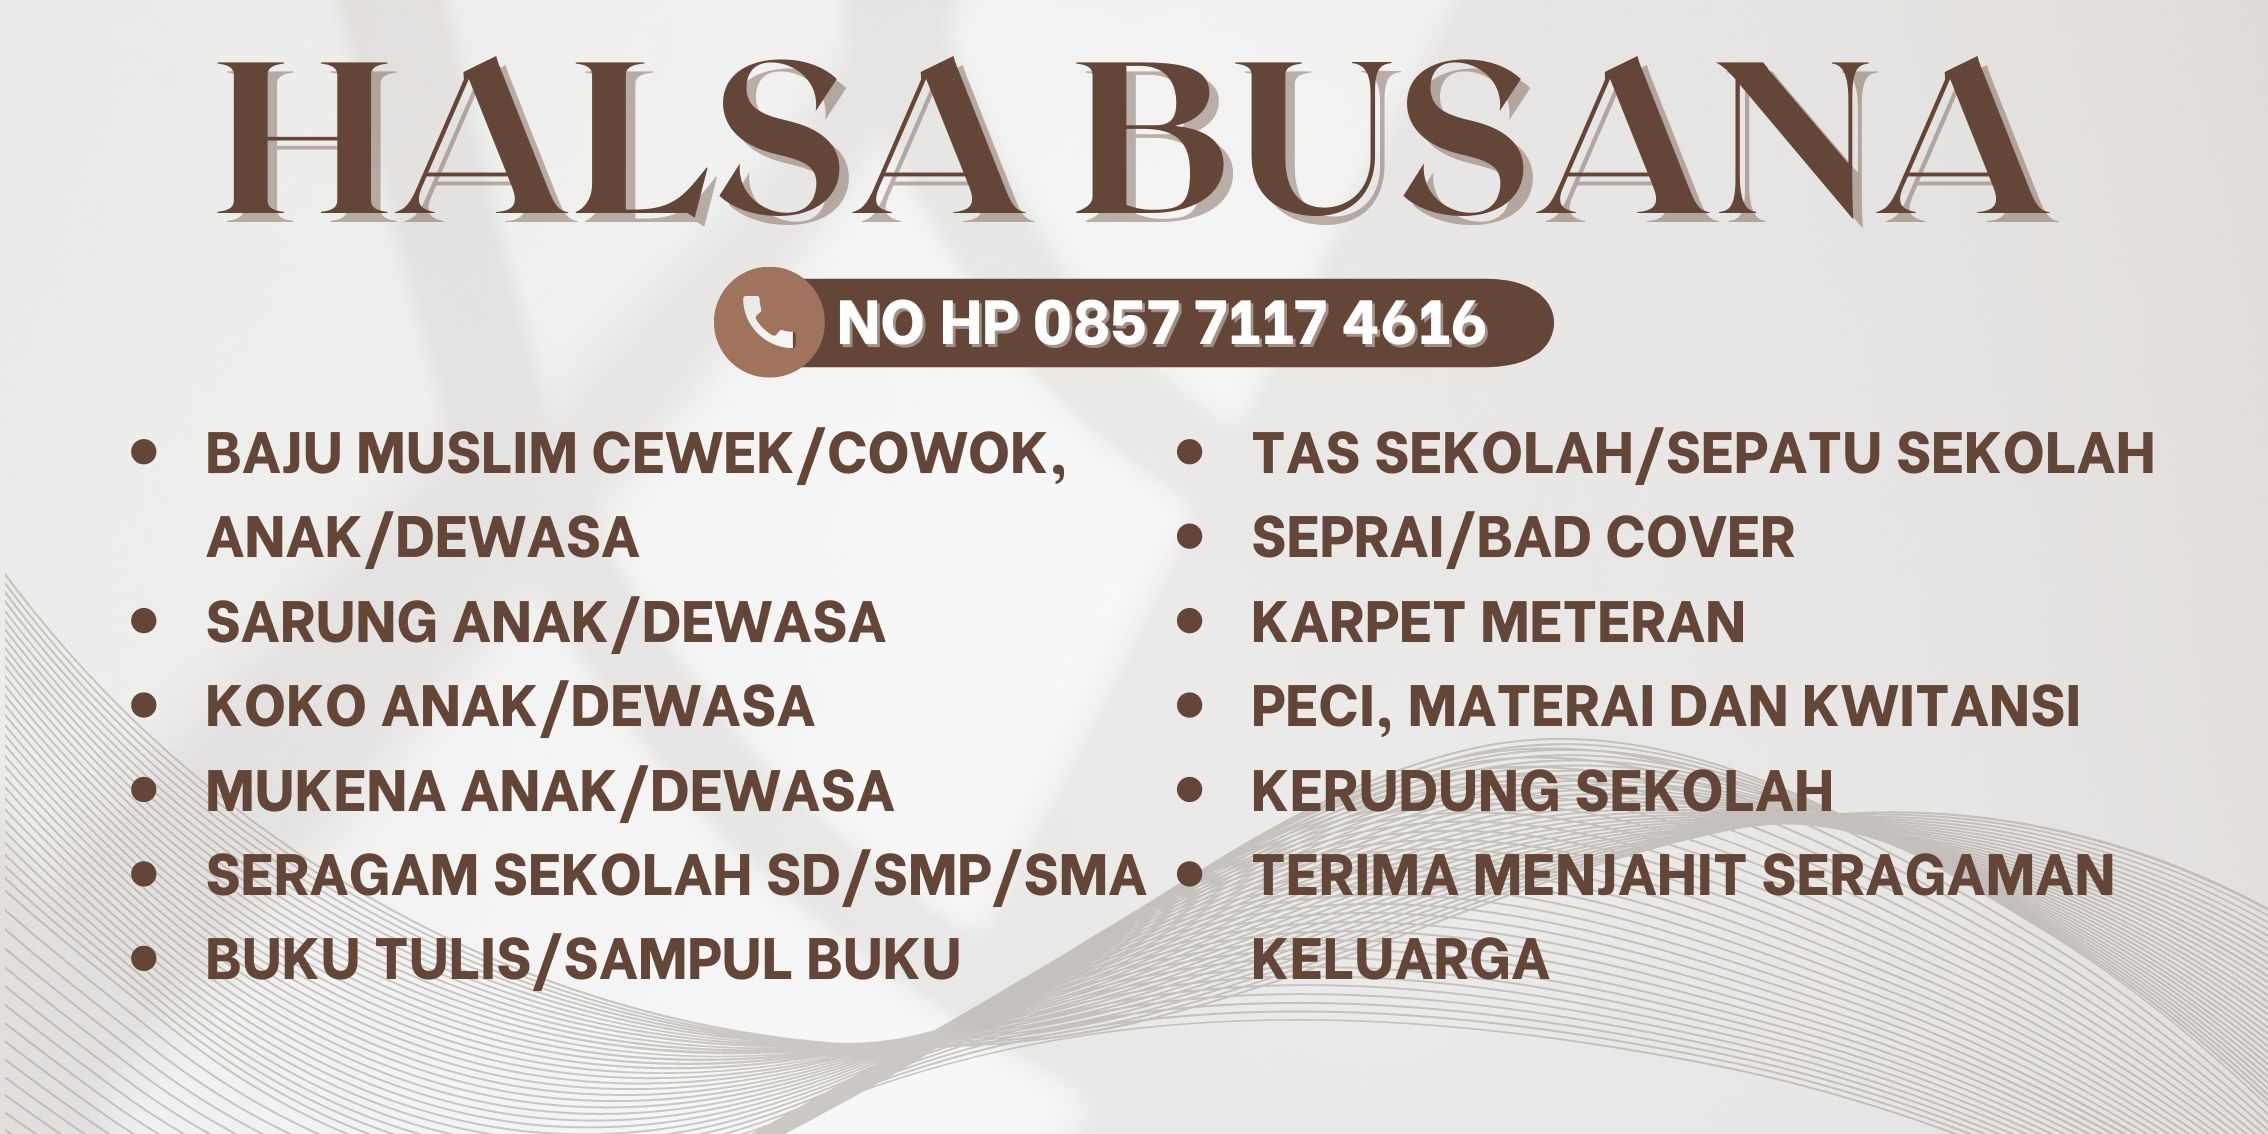 HALSA BUSANA
NO HP 0857 7117 4616
• BAJU MUSLIM CEWEK/COWOK,
ANAK/DEWASA
• SARUNG ANAK/DEWASA
• KOKO ANAK/DEWASA
• MUKENA ANAK/DEWASA
• SERAGAM SEKOLAH SD/SMP/SMA
• BUKU TULIS/SAMPUL BUKU
• TAS SEKOLAH/SEPATU SEKOLAH
• SEPRAI/BAD COVER
• KARPET METERAN
• PECI, MATERAI DAN KWITANSI
• KERUDUNG SEKOLAH
• TERIMA MENJAHIT SERAGAMAN
KELUARGA